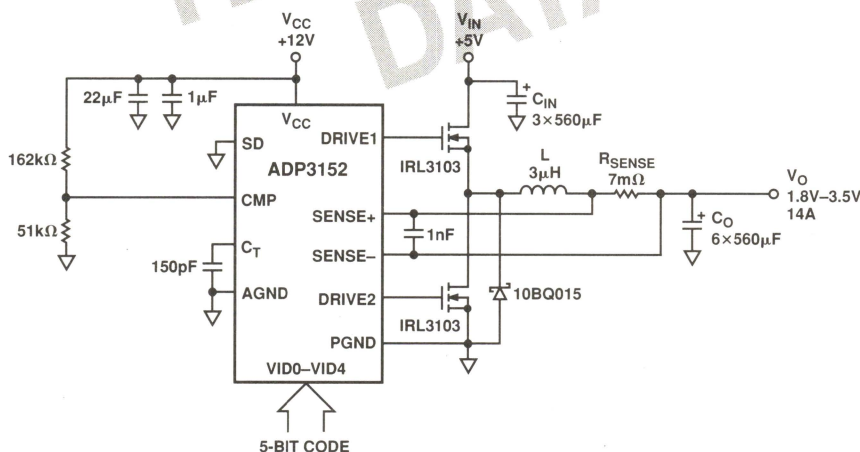 DATA
VCC
+12V
VIN
+5V
22µF
1µF
+
CIN
3×560µF
VCC
SD
DRIVE1
IRL3103
162kΩ
ADP3152
L
3µH
RSENSE
7mΩ
VO
1.8V–3.5V
14A
CMP
SENSE+
51kΩ
1nF
+
CO
6×560µF
CT
SENSE–
150pF
DRIVE2
10BQ015
AGND
IRL3103
PGND
VID0–VID4
5-BIT CODE